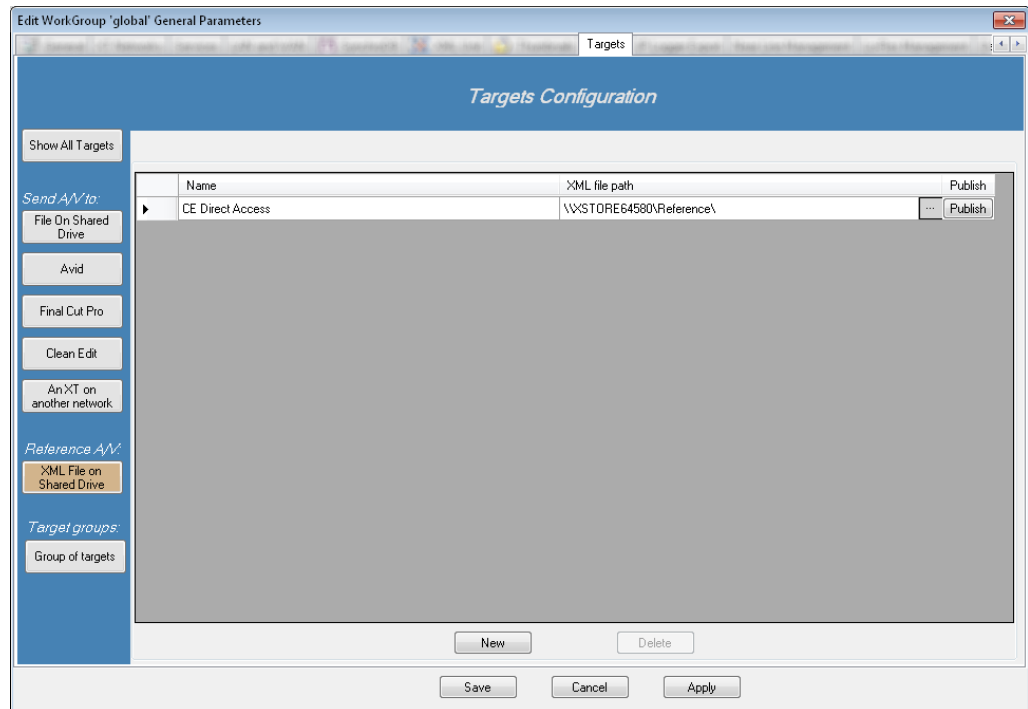 Edit WorkGroup 'global' General Parameters
Targets
Targets Configuration
Show All Targets
Send A/V to:
File On Shared
Drive
Avid
Final Cut Pro
Clean Edit
An XT on
another network
Reference A/V:
XML File on
Shared Drive
Target groups:
Group of targets
Name XML file path Publish
CE Direct Access \\XSTORE64580\Reference\ ... Publish
New Delete
Save Cancel Apply